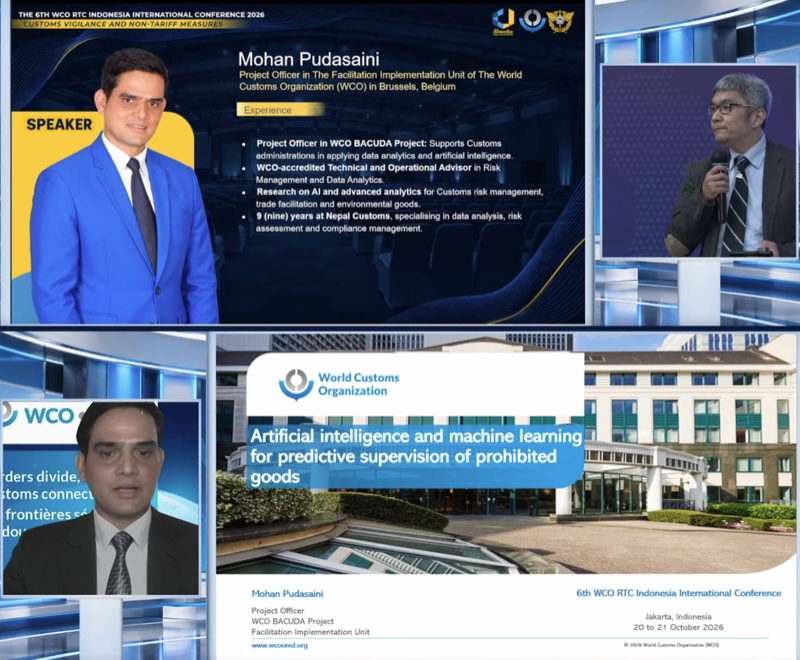 THE 6TH WCO RTC INDONESIA INTERNATIONAL CONFERENCE 2026
CUSTOMS VIGILANCE AND NON-TARIFF MEASURES
Mohan Pudasaini
Project Officer in The Facilitation Implementation Unit of The World
Customs Organization (WCO) in Brussels, Belgium
Experience
SPEAKER
• Project Officer in WCO BACUDA Project: Supports Customs
administrations in applying data analytics and artificial intelligence.
• WCO-accredited Technical and Operational Advisor in Risk
Management and Data Analytics.
• Research on AI and advanced analytics for Customs risk management,
trade facilitation and environmental goods.
• 9 (nine) years at Nepal Customs, specialising in data analysis, risk
assessment and compliance management.
WCO
rders divide,
stoms connect
frontières sé
dou
World Customs
Organization
Artificial intelligence and machine learning
for predictive supervision of prohibited
goods
Mohan Pudasaini
Project Officer
WCO BACUDA Project
Facilitation Implementation Unit
www.wcoomd.org
6th WCO RTC Indonesia International Conference
Jakarta, Indonesia
20 to 21 October 2026
© 2026 World Customs Organization (WCO)